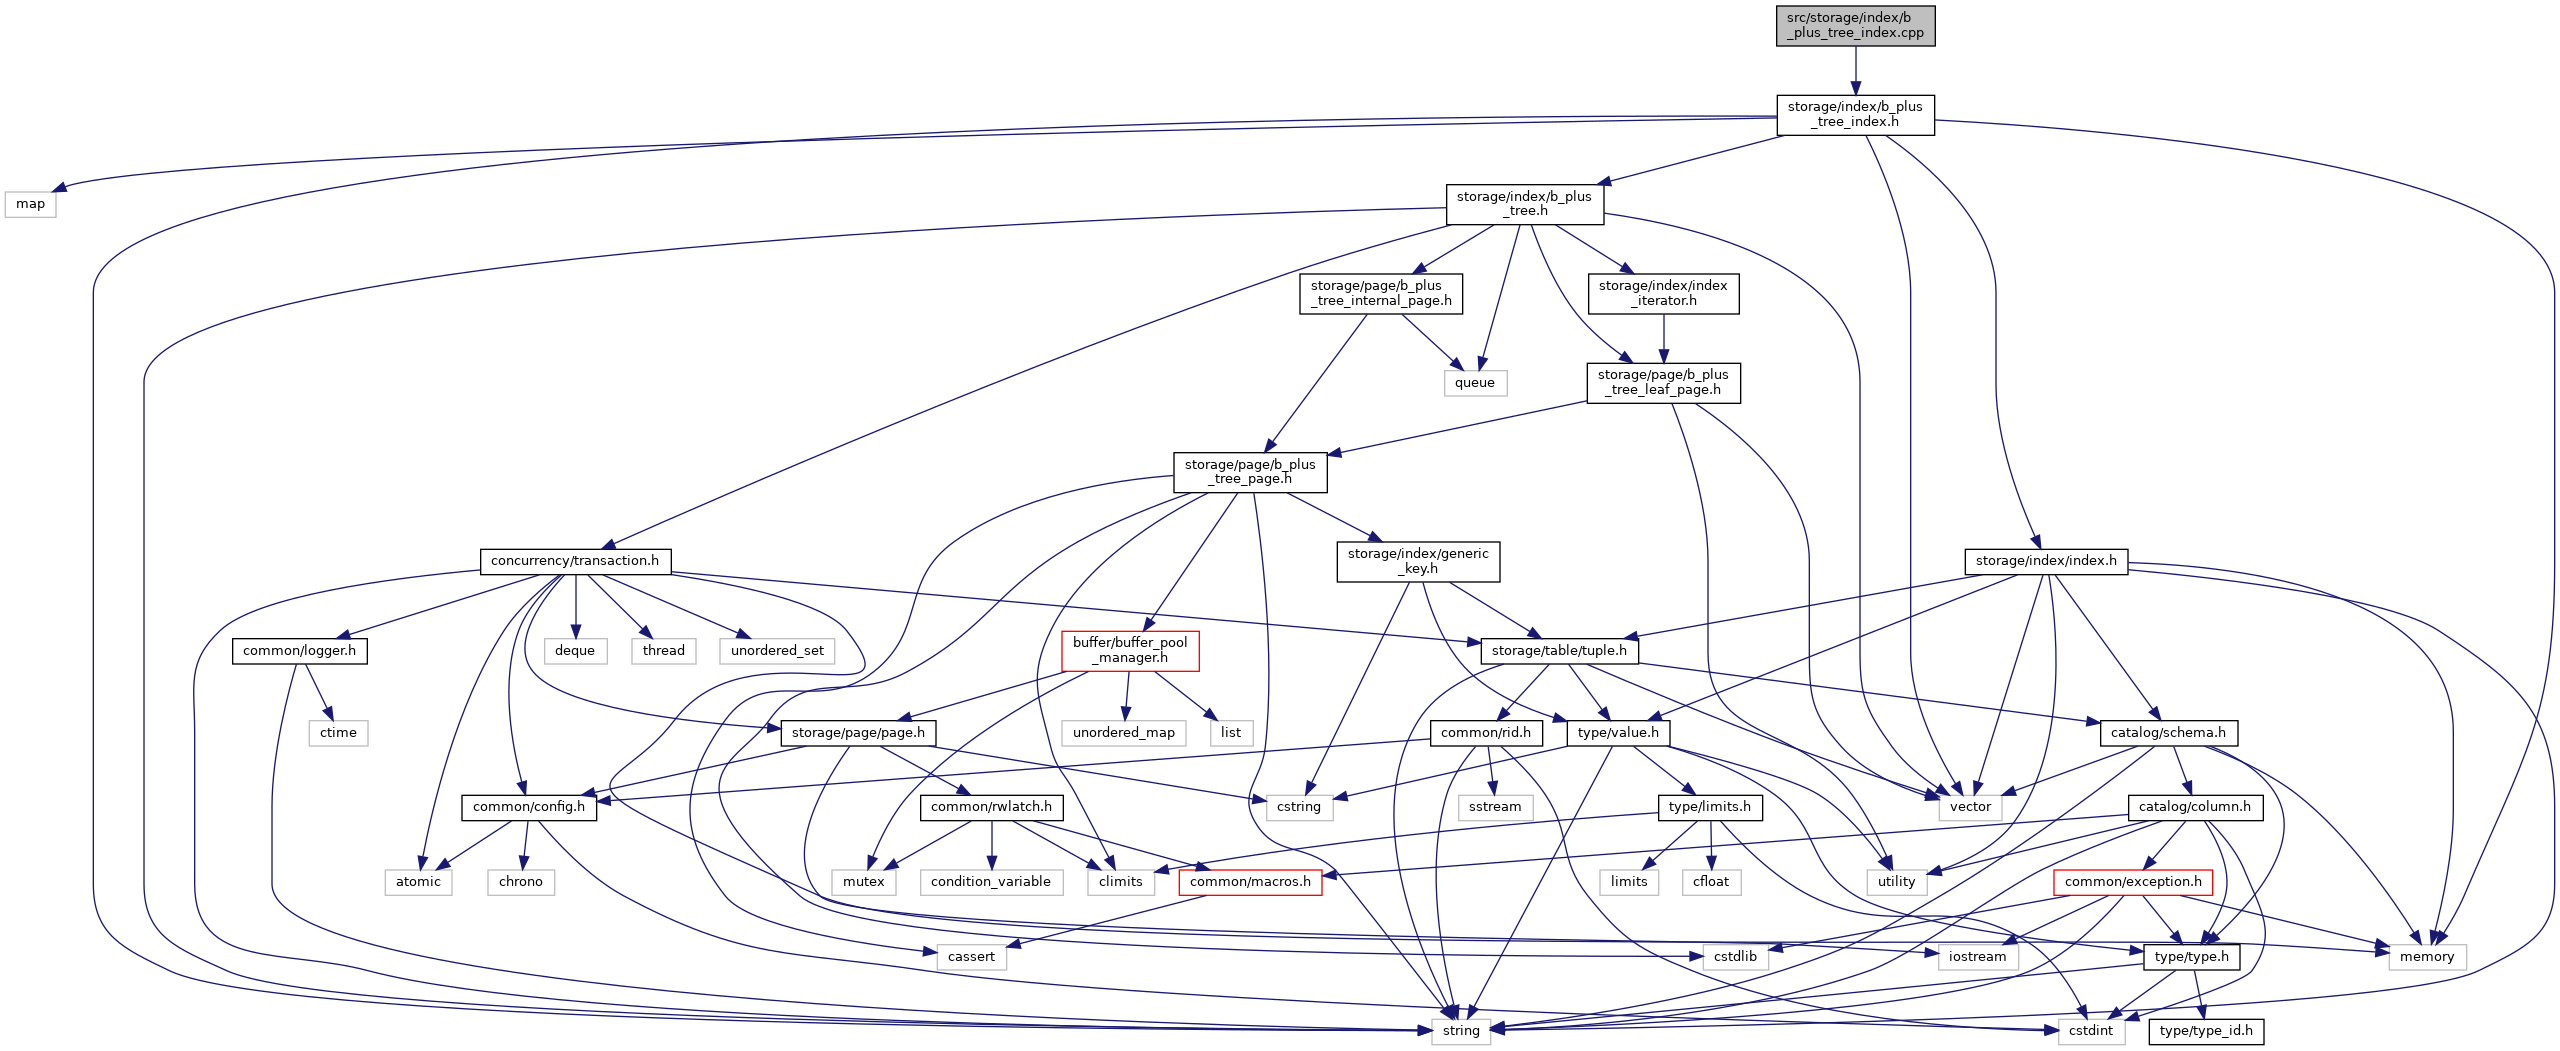 src/storage/index/b
_plus_tree_index.cpp
storage/index/b_plus
_tree_index.h
map
storage/index/b_plus
_tree.h
storage/page/b_plus
_tree_internal_page.h
storage/index/index
_iterator.h
queue
storage/page/b_plus
_tree_leaf_page.h
storage/page/b_plus
_tree_page.h
concurrency/transaction.h
storage/index/generic
_key.h
storage/index/index.h
common/logger.h
deque
thread
unordered_set
buffer/buffer_pool
_manager.h
storage/table/tuple.h
ctime
storage/page/page.h
unordered_map
list
common/rid.h
type/value.h
catalog/schema.h
common/config.h
common/rwlatch.h
cstring
sstream
type/limits.h
vector
catalog/column.h
atomic
chrono
mutex
condition_variable
climits
common/macros.h
limits
cfloat
utility
common/exception.h
cassert
cstdlib
iostream
type/type.h
memory
string
cstdint
type/type_id.h